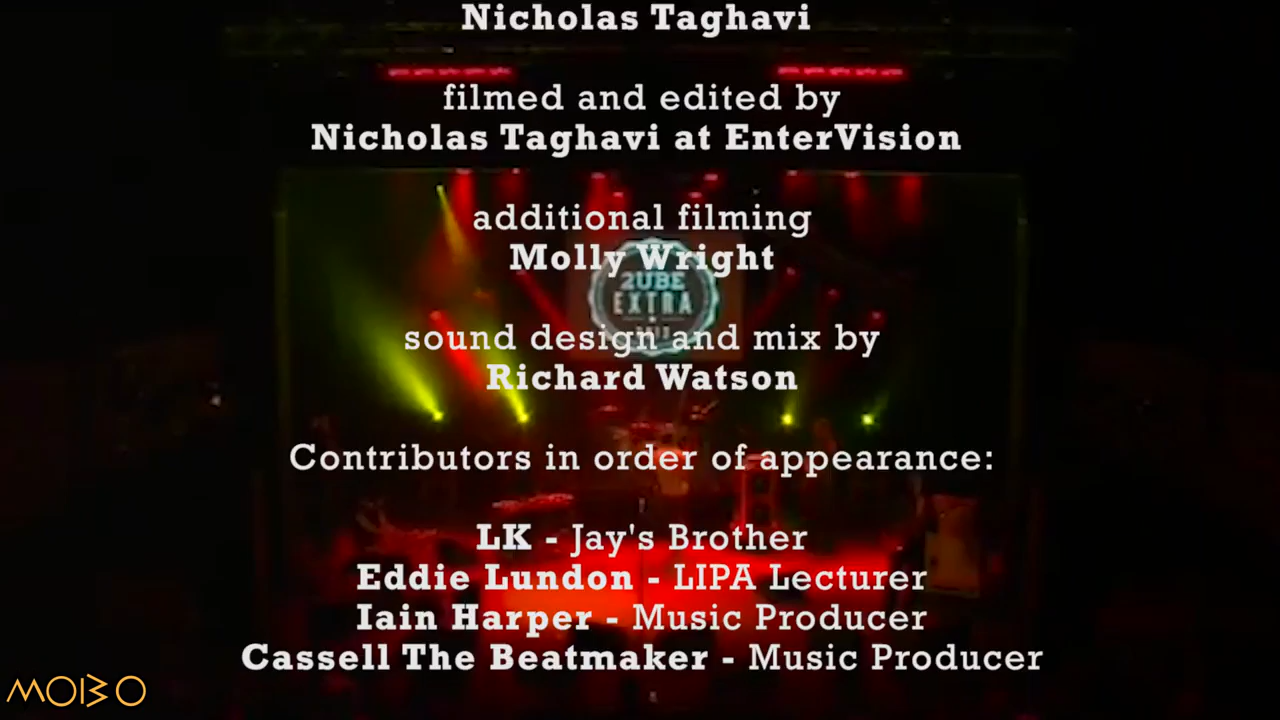 Nicholas Taghavi
filmed and edited by
Nicholas Taghavi at EnterVision
additional filming
Molly Wright
2UBE
EXTRA
sound design and mix by
Richard Watson
Contributors in order of appearance:
LK - Jay's Brother
Eddie Lundon - LIPA Lecturer
Iain Harper - Music Producer
Cassell The Beatmaker - Music Producer
MOBO